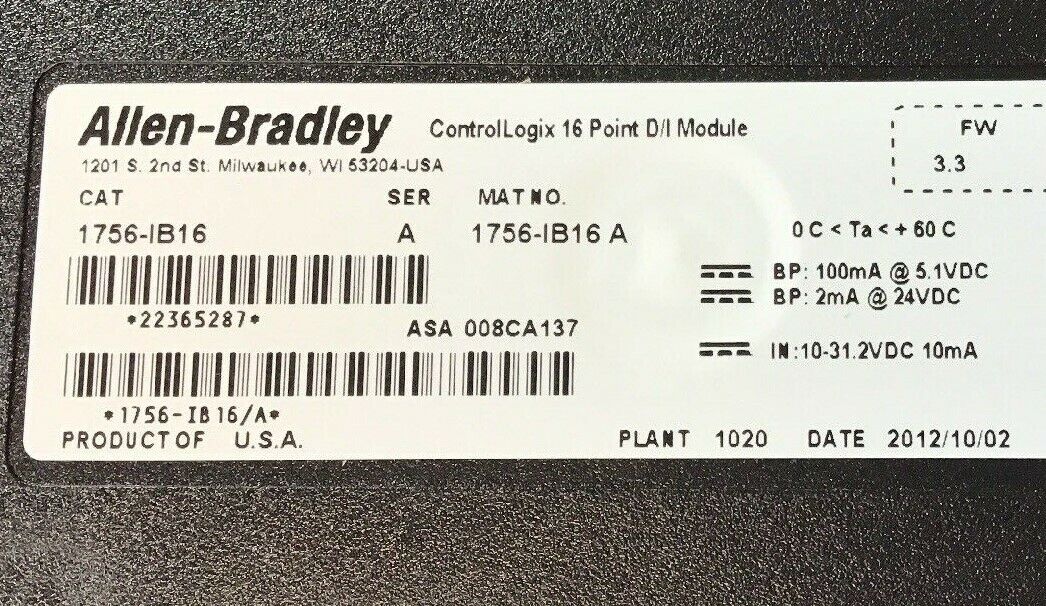 Allen-Bradley ControlLogix 16 Point D/I Module
FW
1201 S. 2nd St. Milwaukee, WI 53204-USA
3.3
CAT SER MAT NO.
1756-IB16 A 1756-IB16 A
0 C < Ta < + 60 C
BP: 100mA @ 5.1VDC
BP: 2mA @ 24VDC
*22365287*
ASA 008CA137
IN:10-31.2VDC 10mA
*1756-IB16/A*
PRODUCT OF U.S.A. PLANT 1020 DATE 2012/10/02